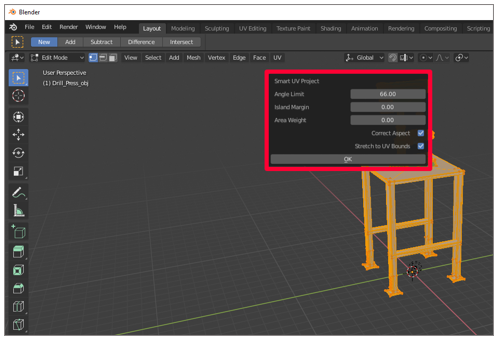 Blender
File Edit Render Window Help Layout Modeling Sculpting UV Editing Texture Paint Shading Animation Rendering Compositing Scripting
New Add Subtract Difference Intersect
Edit Mode View Select Add Mesh Vertex Edge Face UV Global
User Perspective
(1) Drill_Press_obj
Smart UV Project
Angle Limit 66.00
Island Margin 0.00
Area Weight 0.00
Correct Aspect
Stretch to UV Bounds
OK